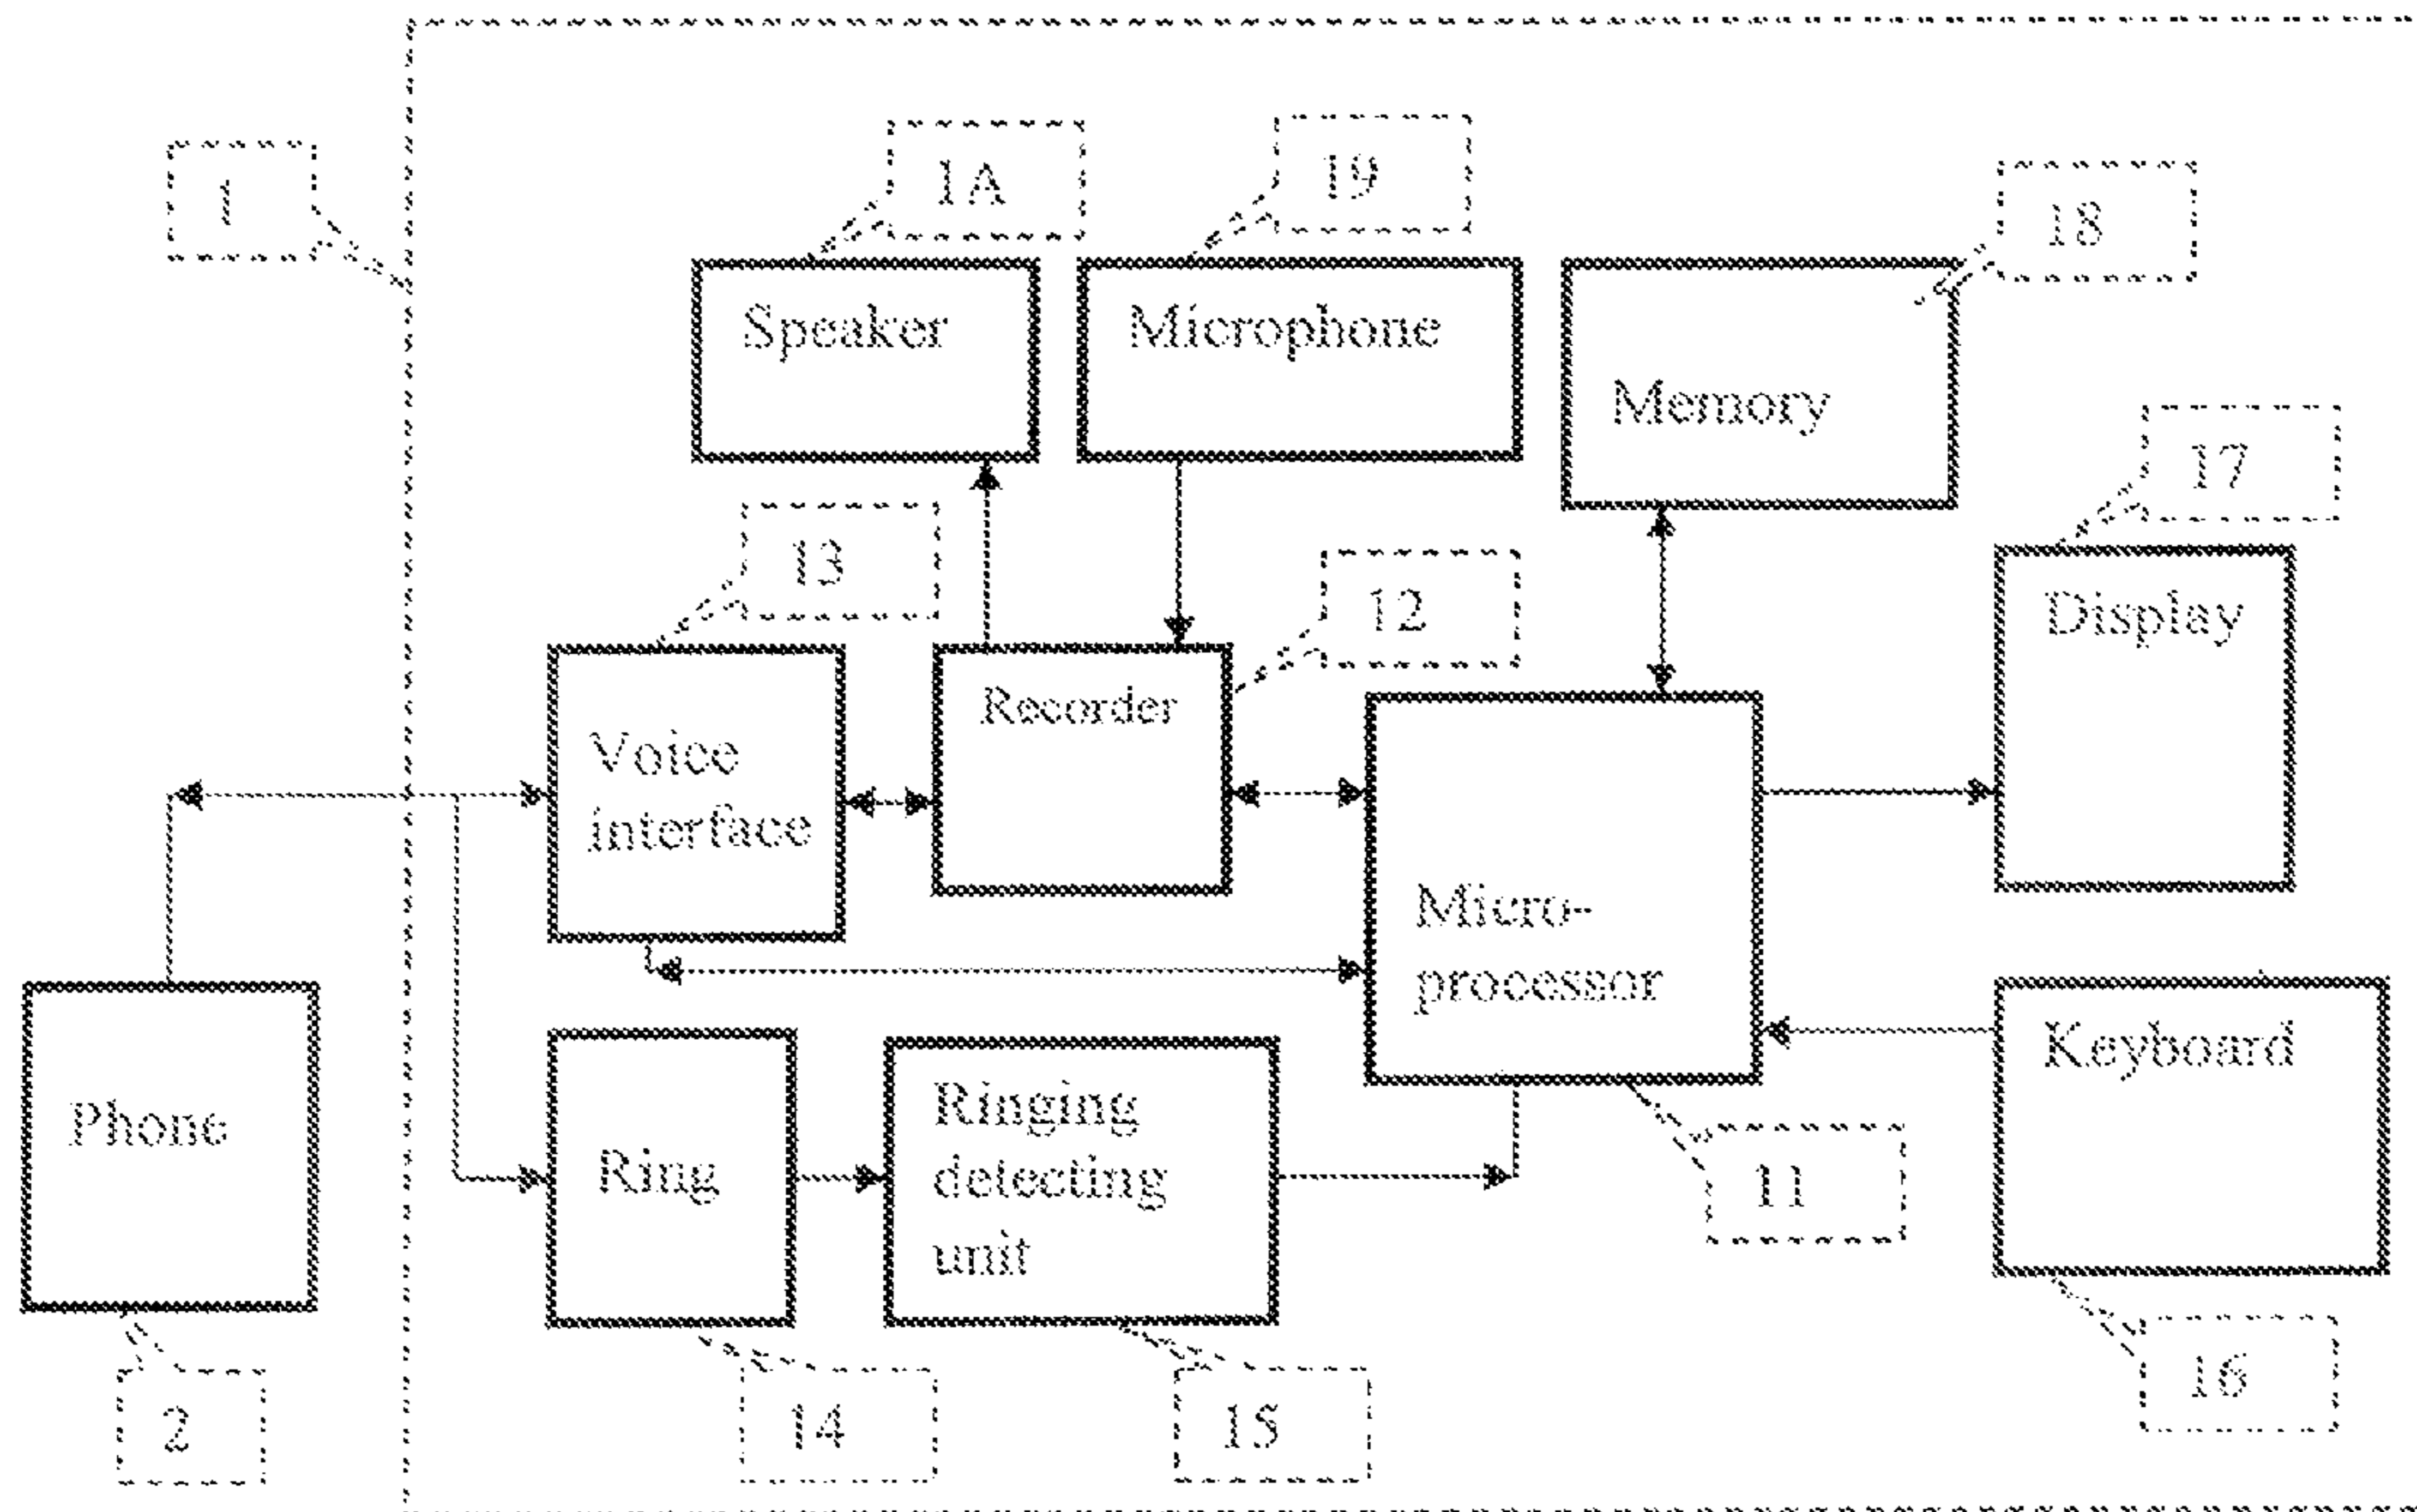 1
1A
19
18
Speaker
Microphone
Memory
17
13
12
Display
Recorder
Voice
interface
Micro-
processor
Keyboard
Phone
Ring
Ringing
detecting
unit
11
16
2
14
15